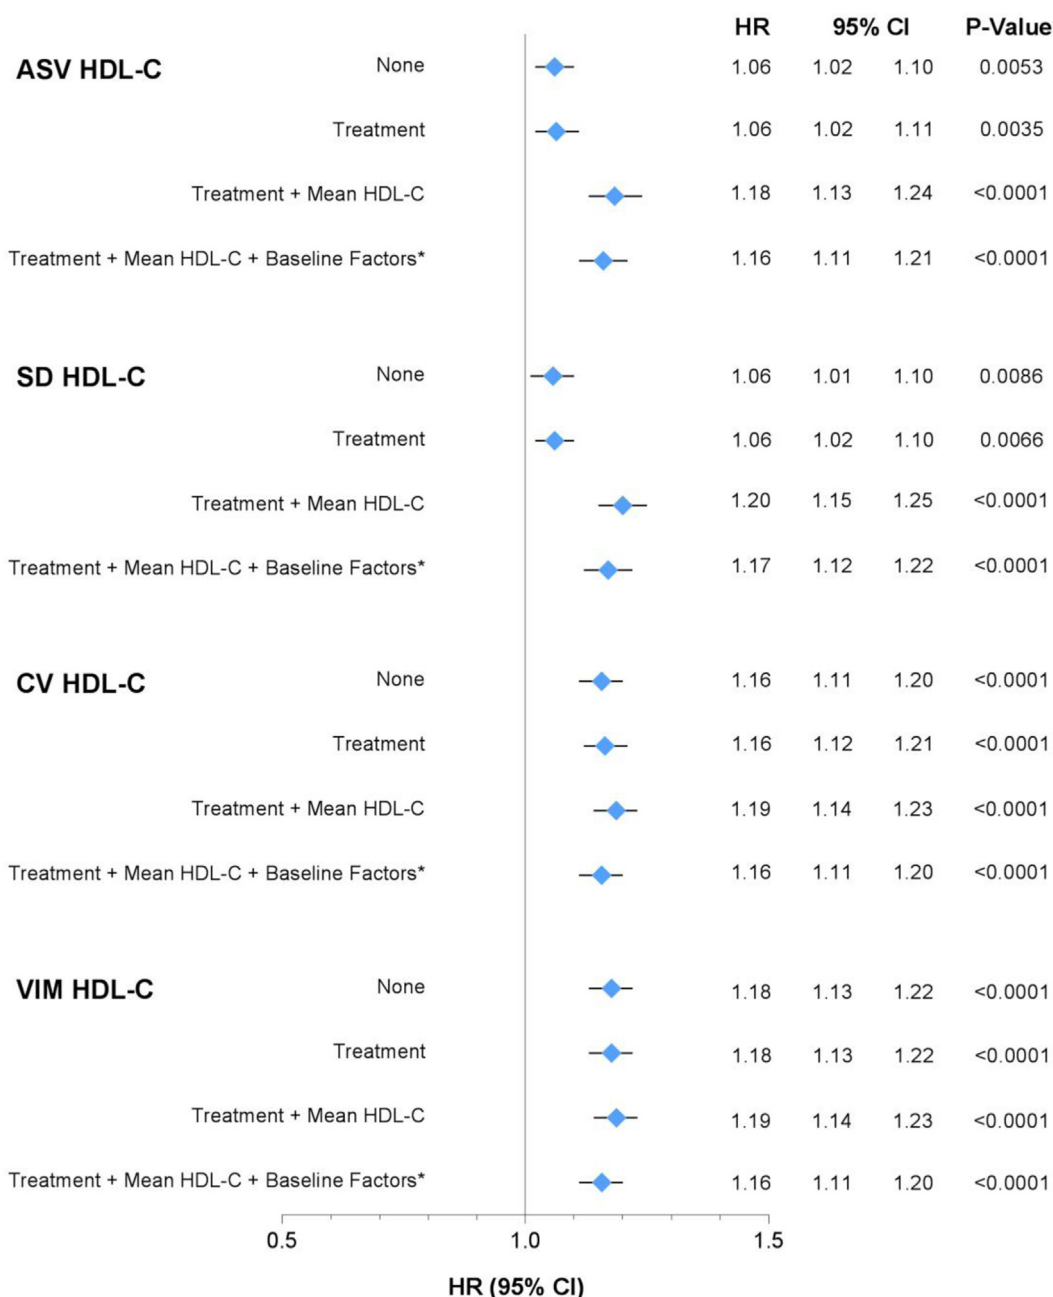 HR 95% CI P-Value
ASV HDL-C None 1.06 1.02 1.10 0.0053
Treatment 1.06 1.02 1.11 0.0035
Treatment + Mean HDL-C 1.18 1.13 1.24 <0.0001
Treatment + Mean HDL-C + Baseline Factors* 1.16 1.11 1.21 <0.0001
SD HDL-C None 1.06 1.01 1.10 0.0086
Treatment 1.06 1.02 1.10 0.0066
Treatment + Mean HDL-C 1.20 1.15 1.25 <0.0001
Treatment + Mean HDL-C + Baseline Factors* 1.17 1.12 1.22 <0.0001
CV HDL-C None 1.16 1.11 1.20 <0.0001
Treatment 1.16 1.12 1.21 <0.0001
Treatment + Mean HDL-C 1.19 1.14 1.23 <0.0001
Treatment + Mean HDL-C + Baseline Factors* 1.16 1.11 1.20 <0.0001
VIM HDL-C None 1.18 1.13 1.22 <0.0001
Treatment 1.18 1.13 1.22 <0.0001
Treatment + Mean HDL-C 1.19 1.14 1.23 <0.0001
Treatment + Mean HDL-C + Baseline Factors* 1.16 1.11 1.20 <0.0001
0.5 1.0 1.5
HR (95% CI)